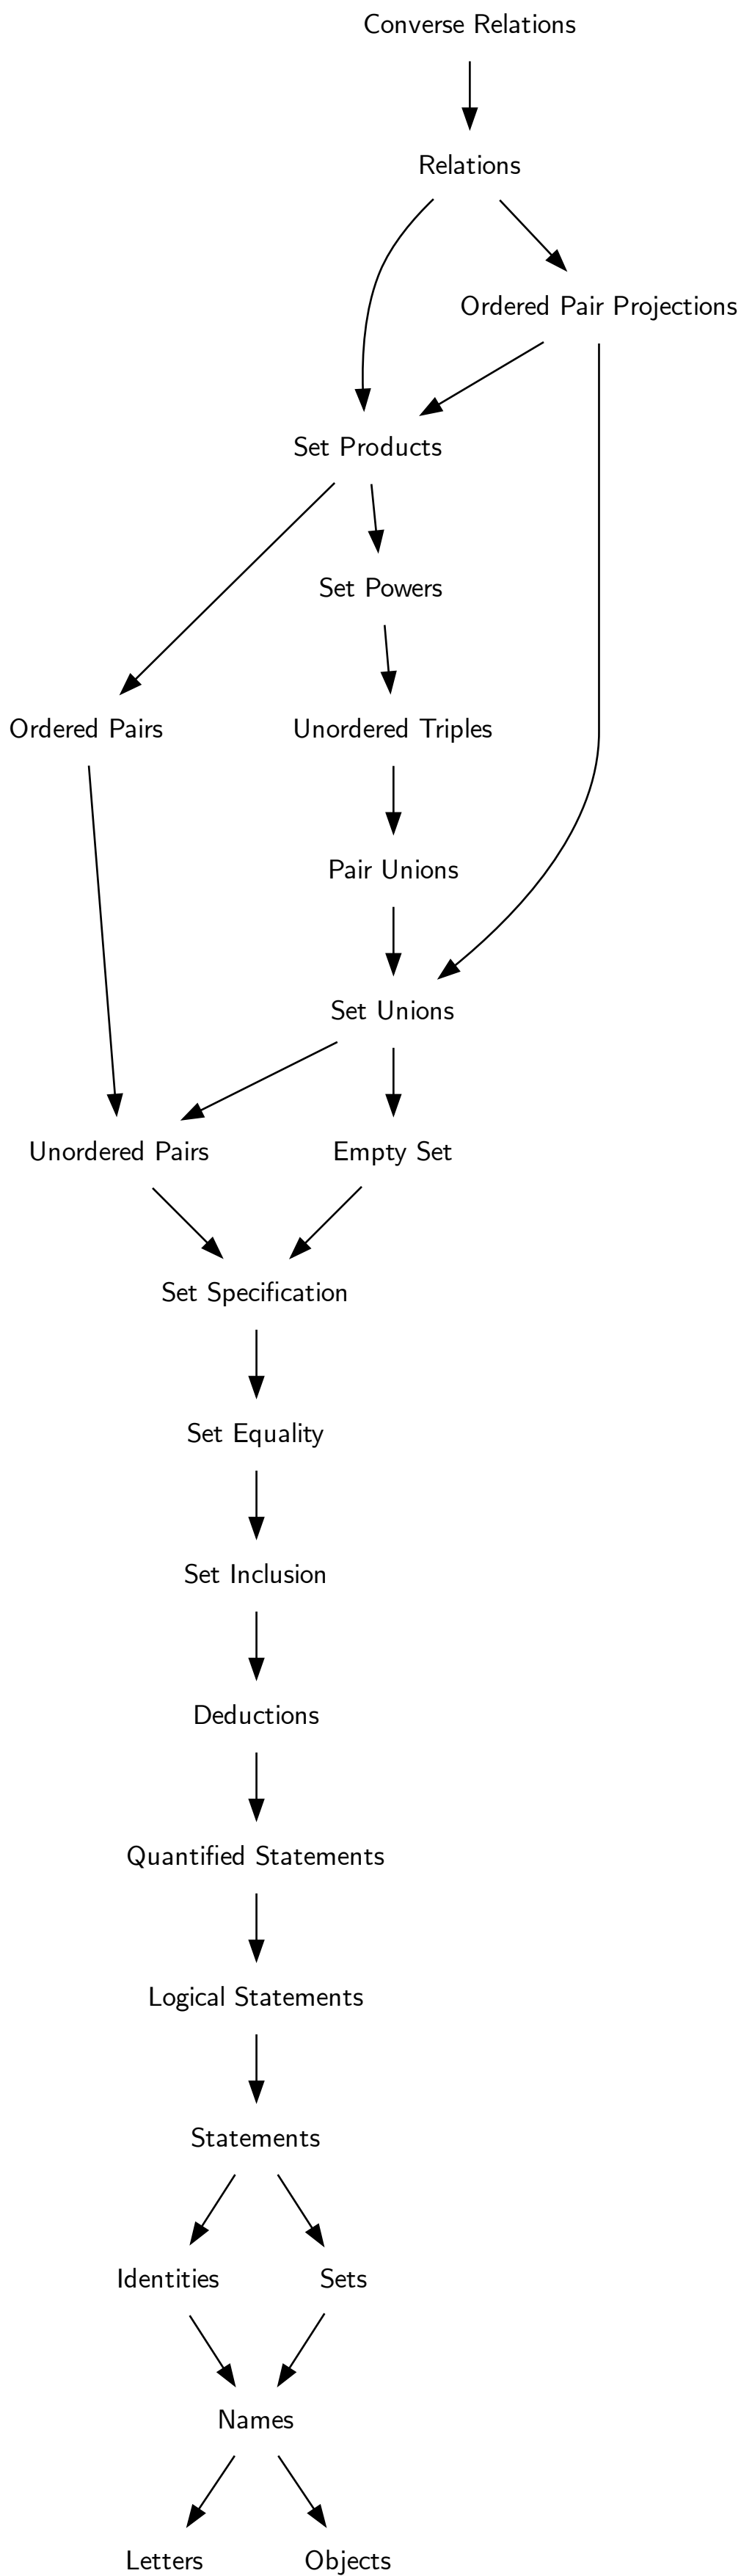 Converse Relations
Relations
Ordered Pair Projections
Set Products
Set Powers
Ordered Pairs
Unordered Triples
Pair Unions
Set Unions
Unordered Pairs
Empty Set
Set Specification
Set Equality
Set Inclusion
Deductions
Quantified Statements
Logical Statements
Statements
Identities
Sets
Names
Letters
Objects